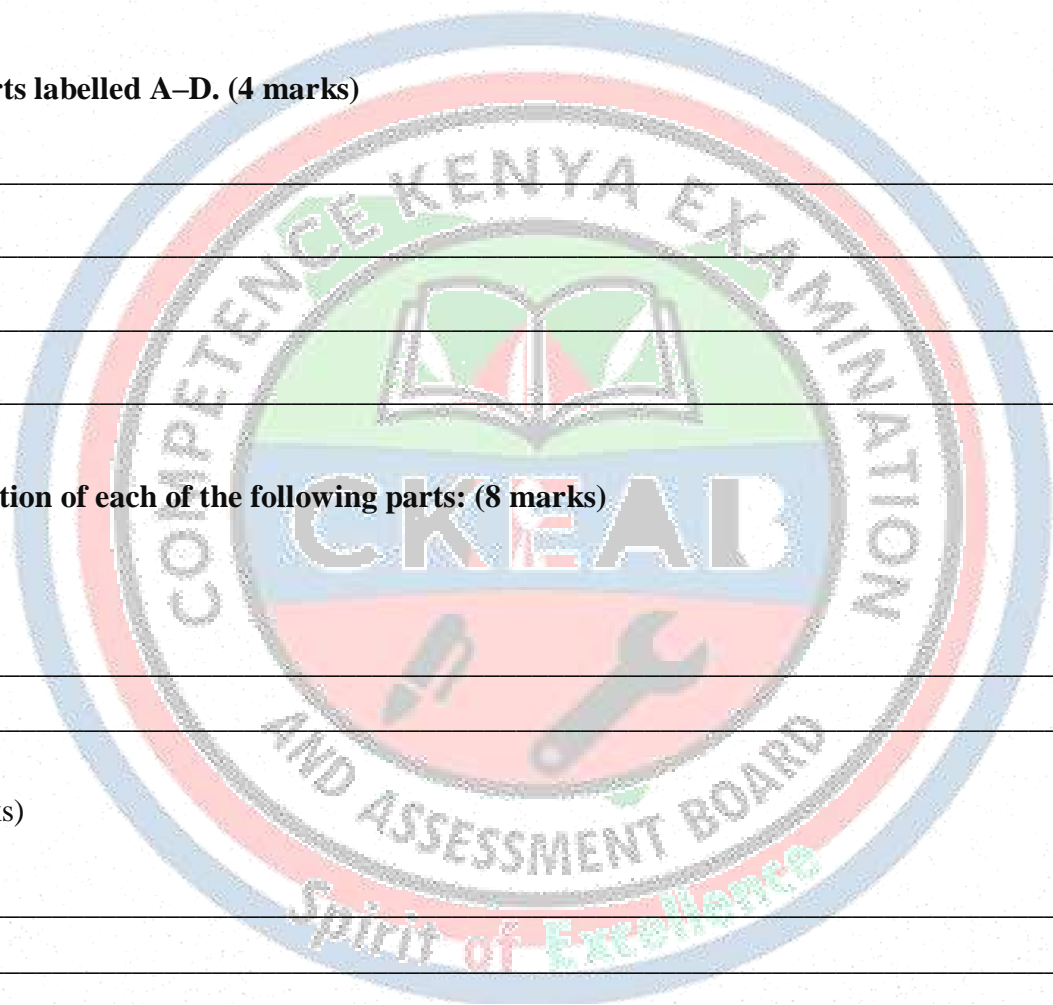 rts labelled A–D. (4 marks)
COMPETENCE KENYA EXAMINATION
tion of each of the following parts: (8 marks)
CKEAB
s)
AND ASSESSMENT BOARD
Spirit of Excellence